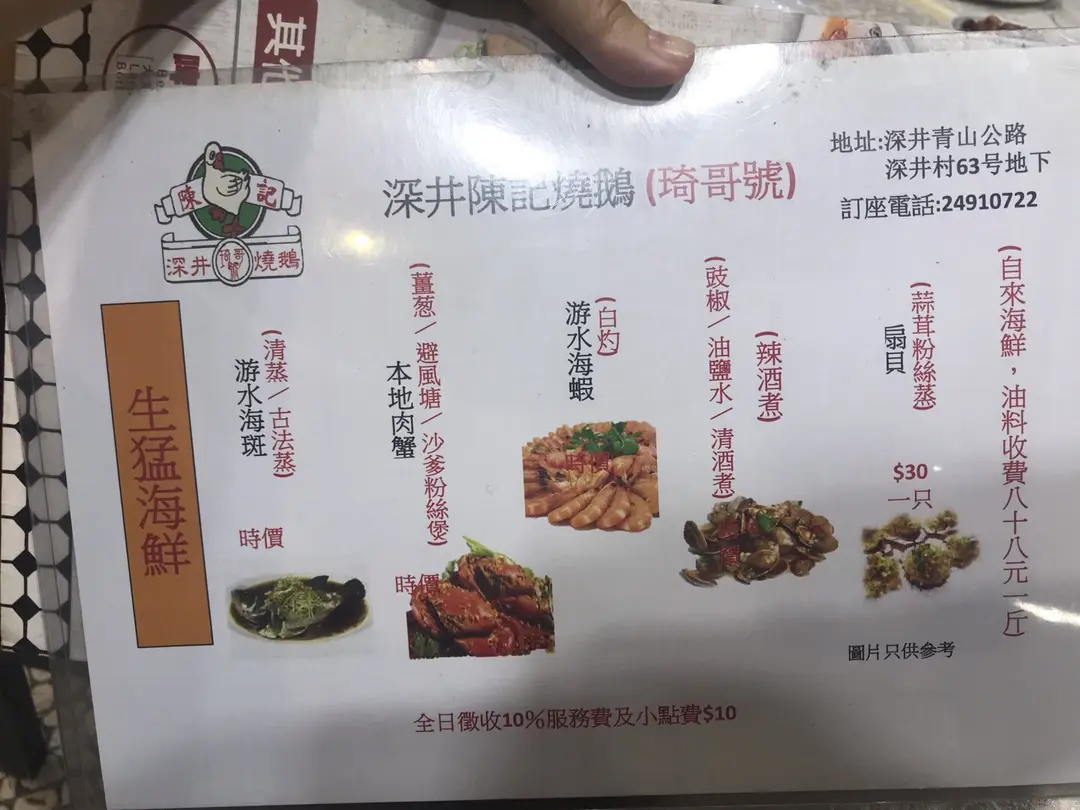 其他
陳記
深井琦哥號燒鵝
深井陳記燒鵝 (琦哥號)
地址:深井青山公路
深井村63号地下
訂座電話:24910722
生猛海鮮
(清蒸/古法蒸)
游水海斑
時價
(薑葱/避風塘/沙爹粉絲煲)
本地肉蟹
時價
(白灼)
游水海蝦
時價
(辣酒煮)
(豉椒/油鹽水/清酒煮)
價
(蒜茸粉絲蒸)
扇貝
$30
一只
(自來海鮮，油料收費八十八元一斤)
圖片只供參考
全日徵收10%服務費及小點費$10